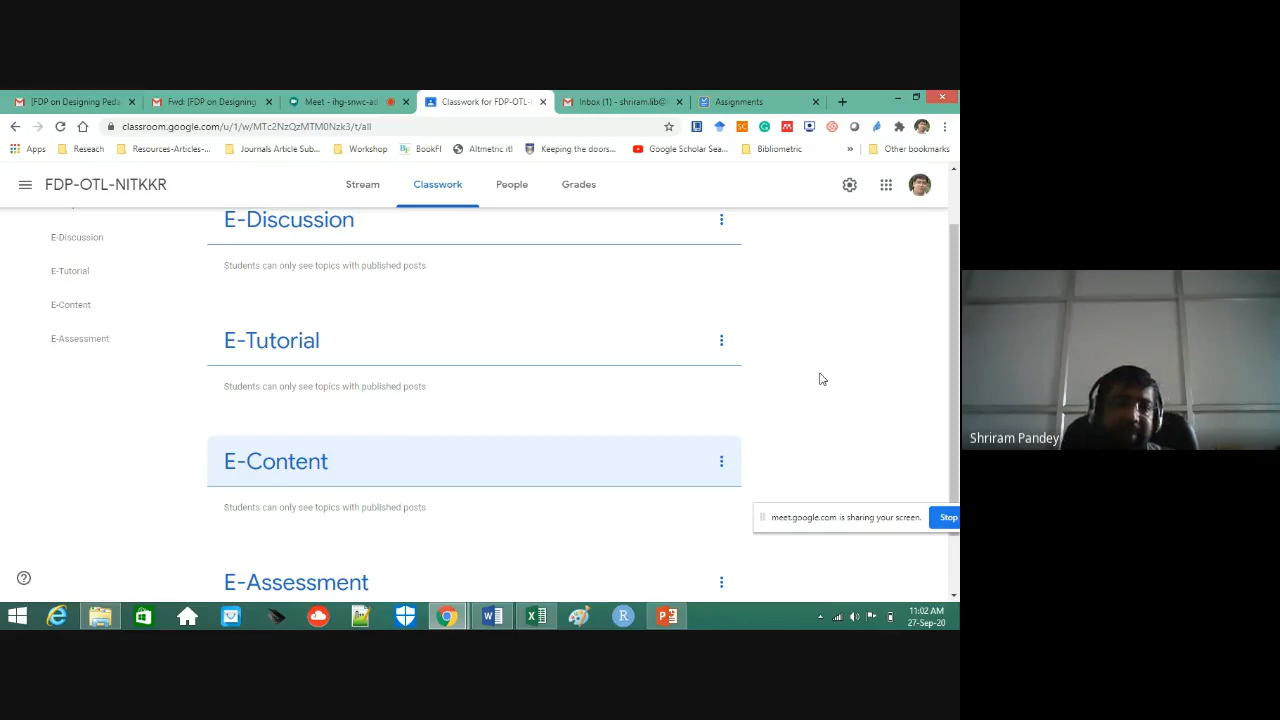 [FDP on Designing Peda
Fwd: [FDP on Designing
Meet - ihg-snwc-ad
Classwork for FDP-OTL-
Inbox (1) - shriram.lib@
Assignments
classroom.google.com/u/1/w/MTc2NzQzMTM0Nzk3/t/all
Apps
Reseach
Resources-Articles-...
Journals Article Sub...
Workshop
BookFI
Altmetric it!
Keeping the doors...
Google Scholar Sea...
Bibliometric
»
Other bookmarks
FDP-OTL-NITKKR
Stream
Classwork
People
Grades
E-Discussion
E-Tutorial
E-Content
E-Assessment
E-Discussion
Students can only see topics with published posts
E-Tutorial
Students can only see topics with published posts
E-Content
Students can only see topics with published posts
E-Assessment
meet.google.com is sharing your screen.
Stop
Shriram Pandey
11:02 AM
27-Sep-20